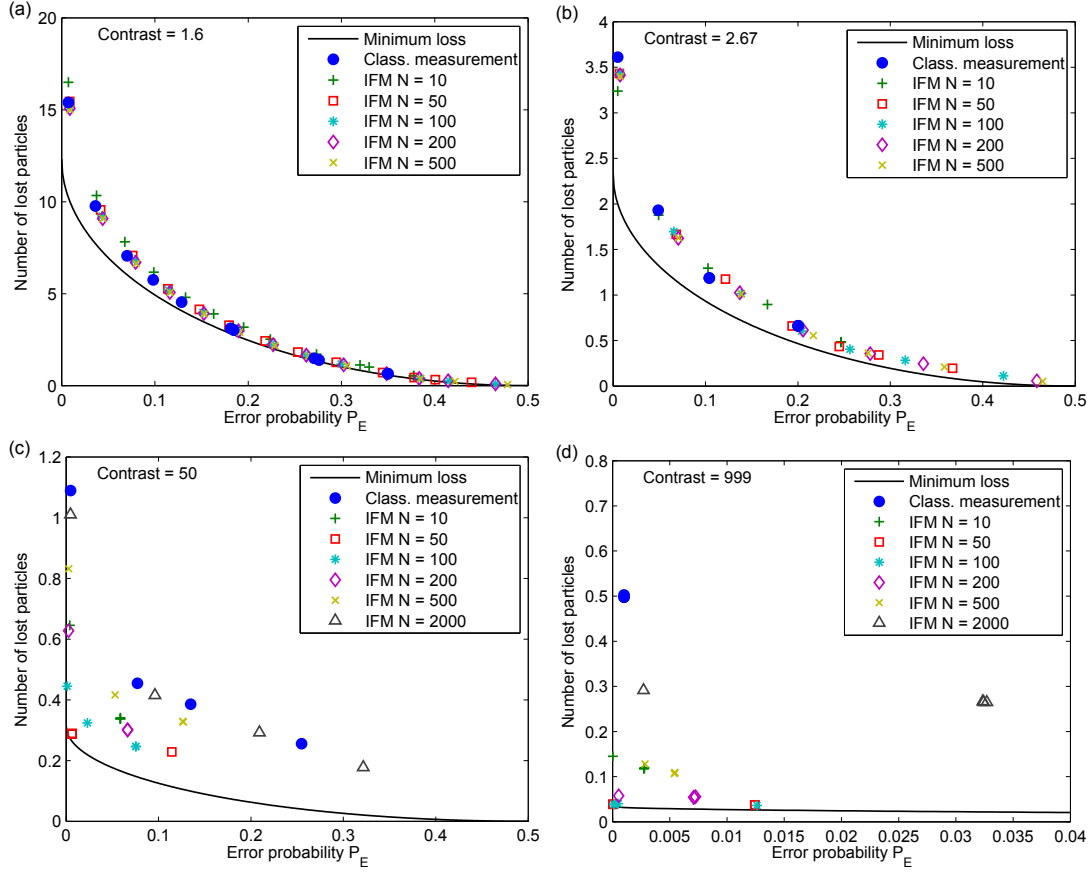 (a)
Contrast = 1.6
Minimum loss
Class. measurement
IFM N = 10
IFM N = 50
IFM N = 100
IFM N = 200
IFM N = 500
20
15
10
5
0
Number of lost particles
0 0.1 0.2 0.3 0.4 0.5
Error probability P_E
(b)
Contrast = 2.67
Minimum loss
Class. measurement
IFM N = 10
IFM N = 50
IFM N = 100
IFM N = 200
IFM N = 500
4
3.5
3
2.5
2
1.5
1
0.5
0
Number of lost particles
0 0.1 0.2 0.3 0.4 0.5
Error probability P_E
(c)
Contrast = 50
Minimum loss
Class. measurement
IFM N = 10
IFM N = 50
IFM N = 100
IFM N = 200
IFM N = 500
IFM N = 2000
1.2
1
0.8
0.6
0.4
0.2
0
Number of lost particles
0 0.1 0.2 0.3 0.4 0.5
Error probability P_E
(d)
Contrast = 999
Minimum loss
Class. measurement
IFM N = 10
IFM N = 50
IFM N = 100
IFM N = 200
IFM N = 500
IFM N = 2000
0.8
0.7
0.6
0.5
0.4
0.3
0.2
0.1
0
Number of lost particles
0 0.005 0.01 0.015 0.02 0.025 0.03 0.035 0.04
Error probability P_E